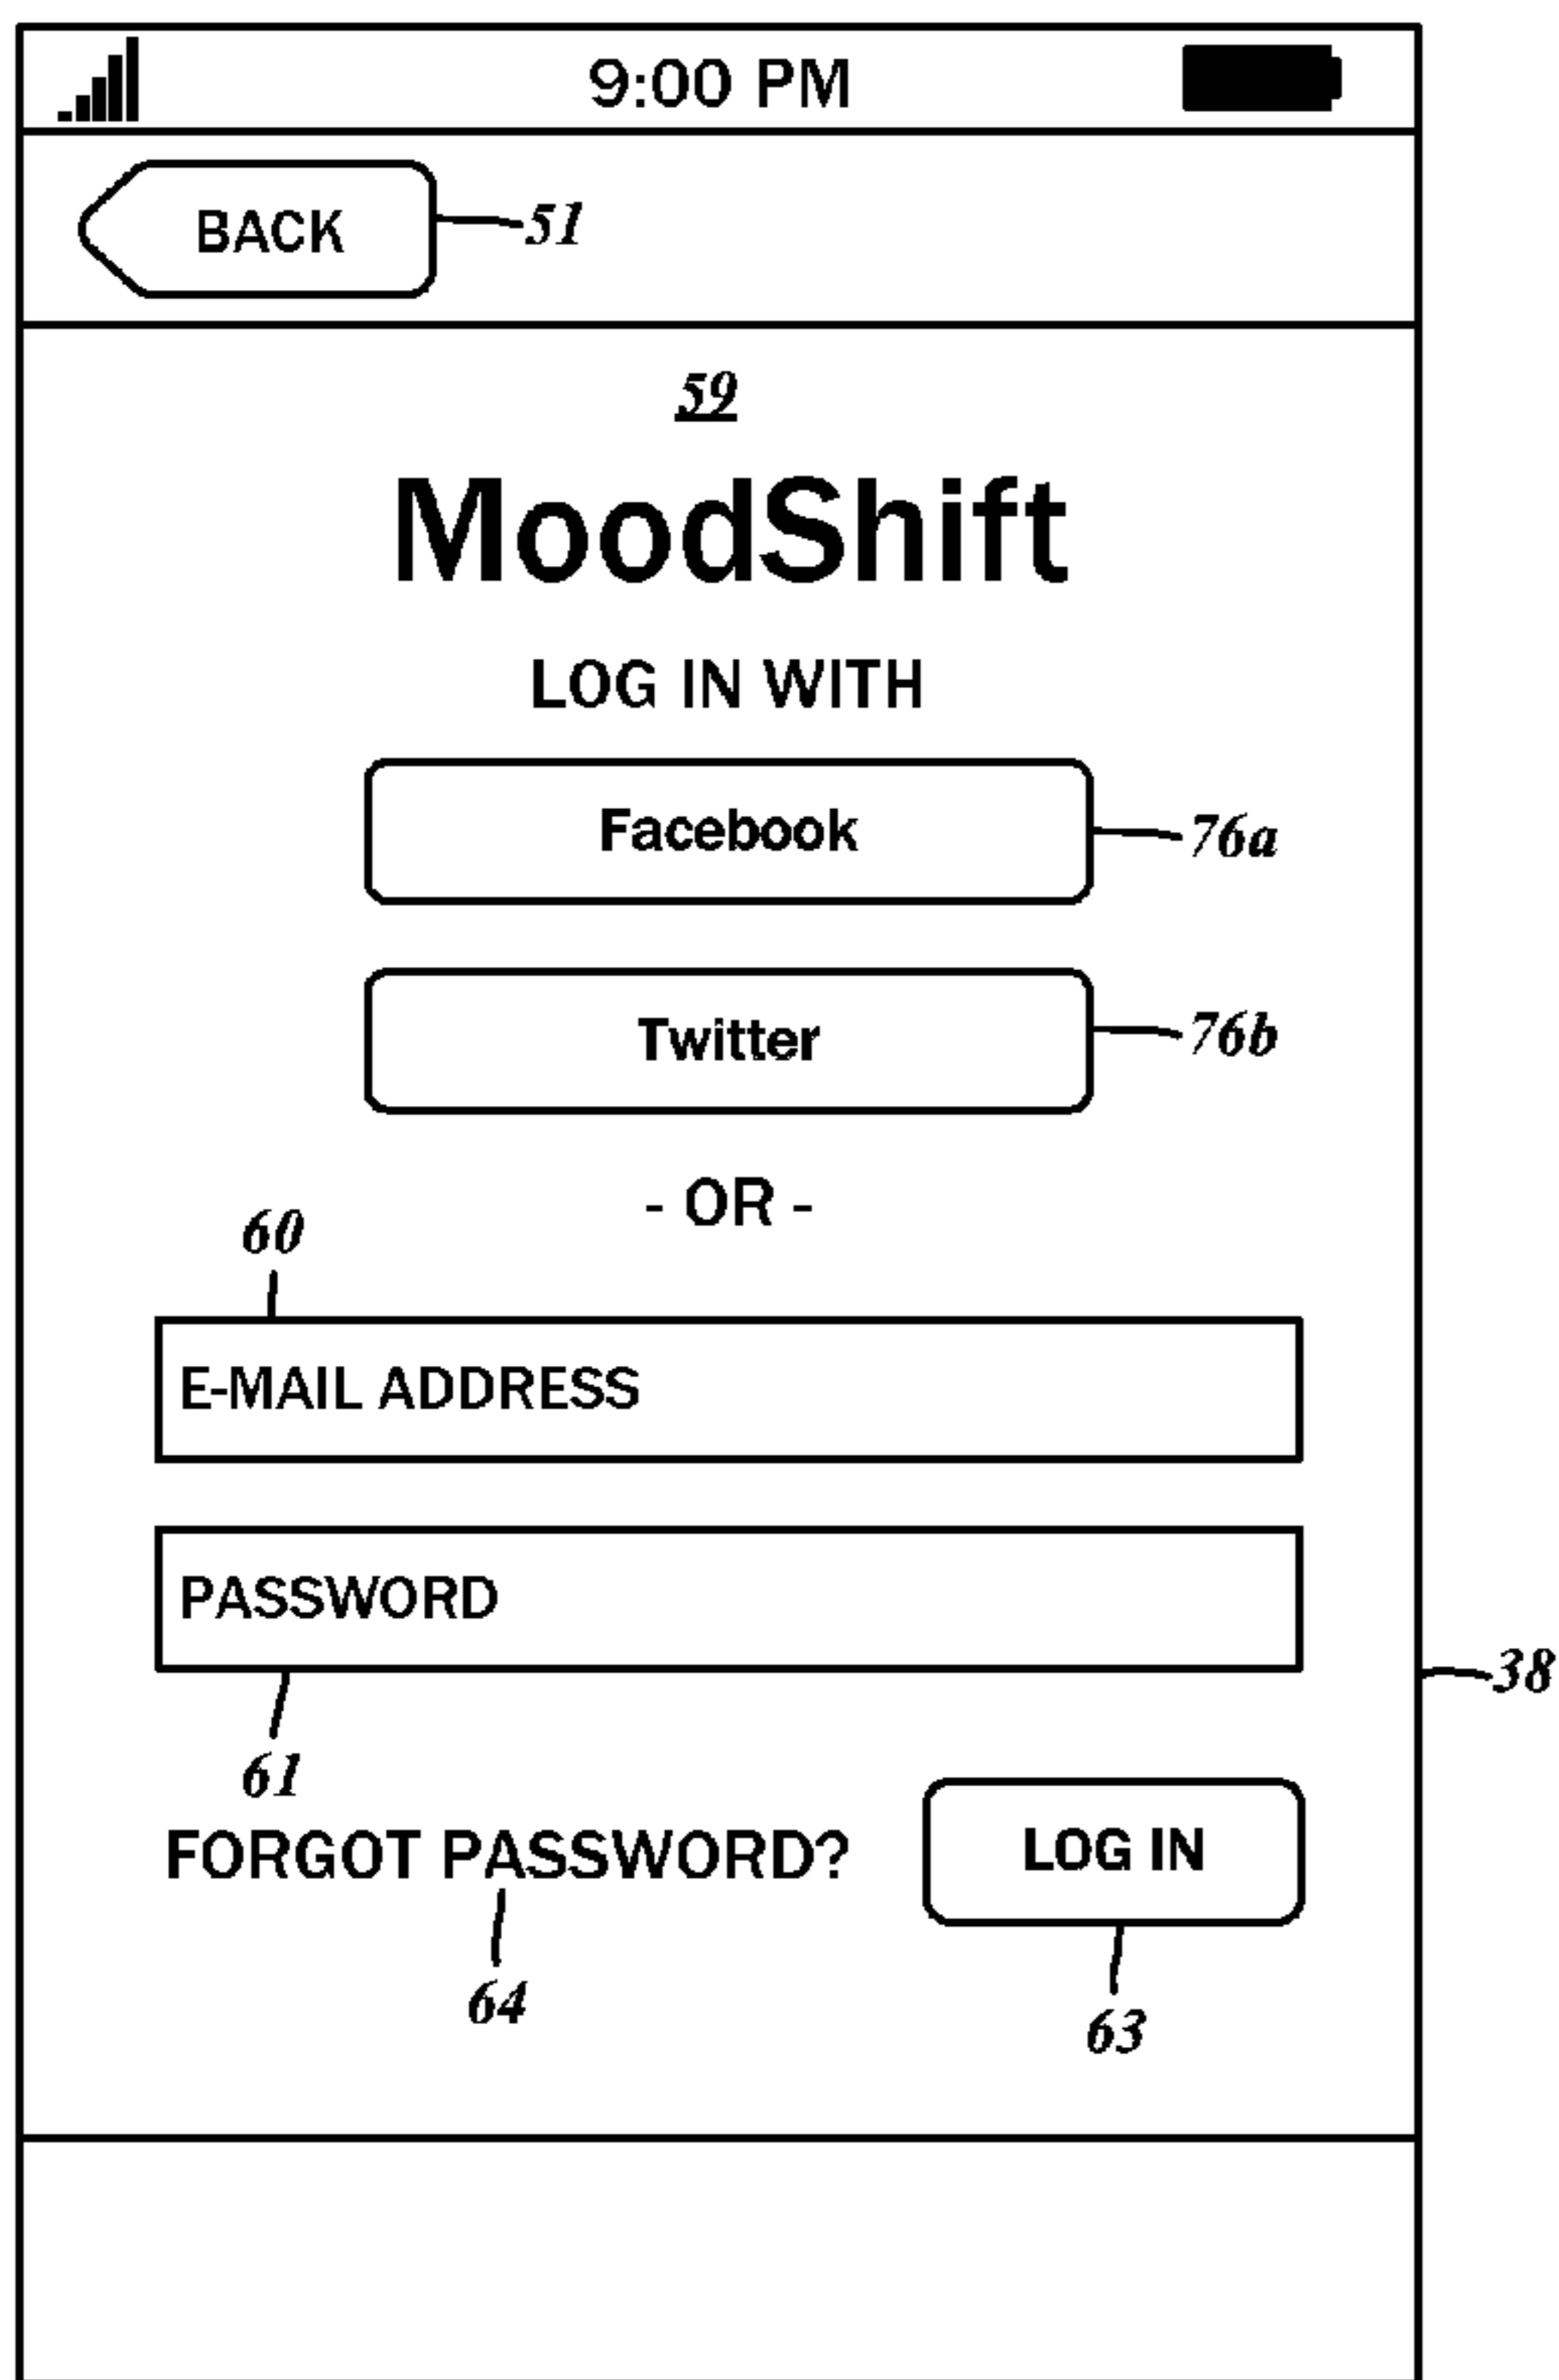 9:00 PM
BACK 51
59
MoodShift
LOG IN WITH
Facebook 76a
Twitter 76b
- OR -
60
E-MAIL ADDRESS
PASSWORD
38
61
FORGOT PASSWORD? LOG IN
64
63